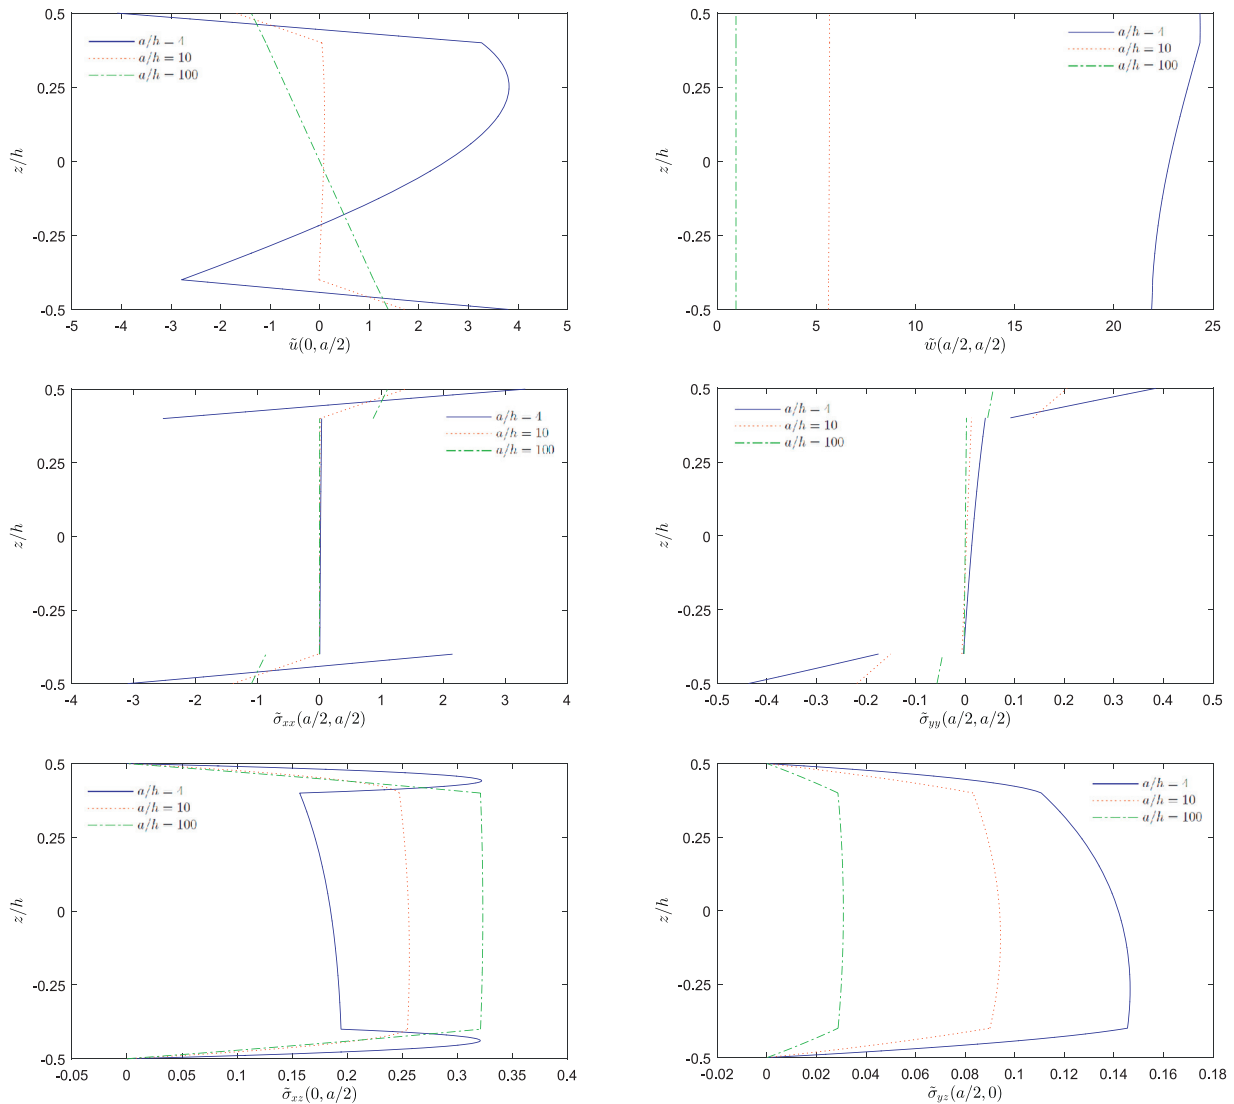 0.5
0.25
0
-0.25
-0.5
z/h
a/h = 4
a/h = 10
a/h = 100
-5 -4 -3 -2 -1 0 1 2 3 4 5
ũ(0, a/2)
0.5
0.25
0
-0.25
-0.5
z/h
a/h = 4
a/h = 10
a/h = 100
0 5 10 15 20 25
w̃(a/2, a/2)
0.5
0.25
0
-0.25
-0.5
z/h
a/h = 4
a/h = 10
a/h = 100
-4 -3 -2 -1 0 1 2 3 4
σ̃xx(a/2, a/2)
0.5
0.25
0
-0.25
-0.5
z/h
a/h = 4
a/h = 10
a/h = 100
-0.5 -0.4 -0.3 -0.2 -0.1 0 0.1 0.2 0.3 0.4 0.5
σ̃yy(a/2, a/2)
0.5
0.25
0
-0.25
-0.5
z/h
a/h = 4
a/h = 10
a/h = 100
-0.05 0 0.05 0.1 0.15 0.2 0.25 0.3 0.35 0.4
σ̃xz(0, a/2)
0.5
0.25
0
-0.25
-0.5
z/h
a/h = 4
a/h = 10
a/h = 100
-0.02 0 0.02 0.04 0.06 0.08 0.1 0.12 0.14 0.16 0.18
σ̃yz(a/2, 0)